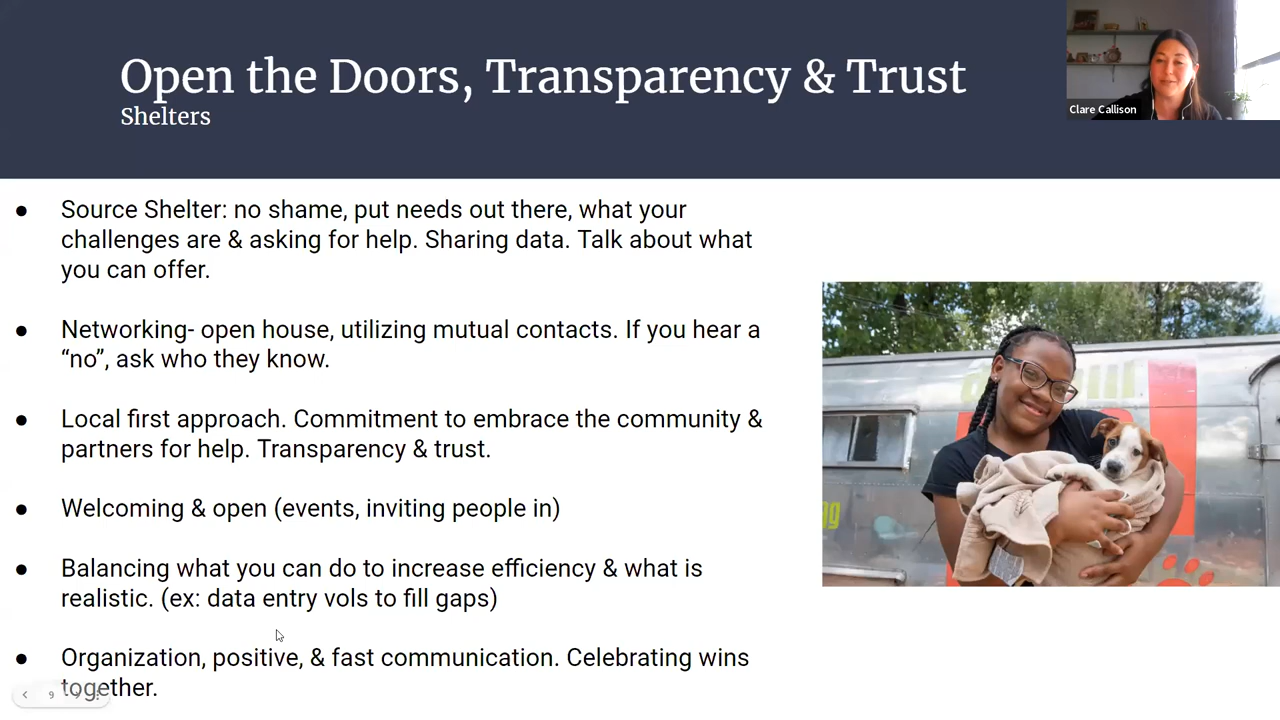 Open the Doors, Transparency & Trust
Shelters
Clare Callison
● Source Shelter: no shame, put needs out there, what your
challenges are & asking for help. Sharing data. Talk about what
you can offer.
● Networking- open house, utilizing mutual contacts. If you hear a
“no”, ask who they know.
● Local first approach. Commitment to embrace the community &
partners for help. Transparency & trust.
● Welcoming & open (events, inviting people in)
● Balancing what you can do to increase efficiency & what is
realistic. (ex: data entry vols to fill gaps)
● Organization, positive, & fast communication. Celebrating wins
together.
9